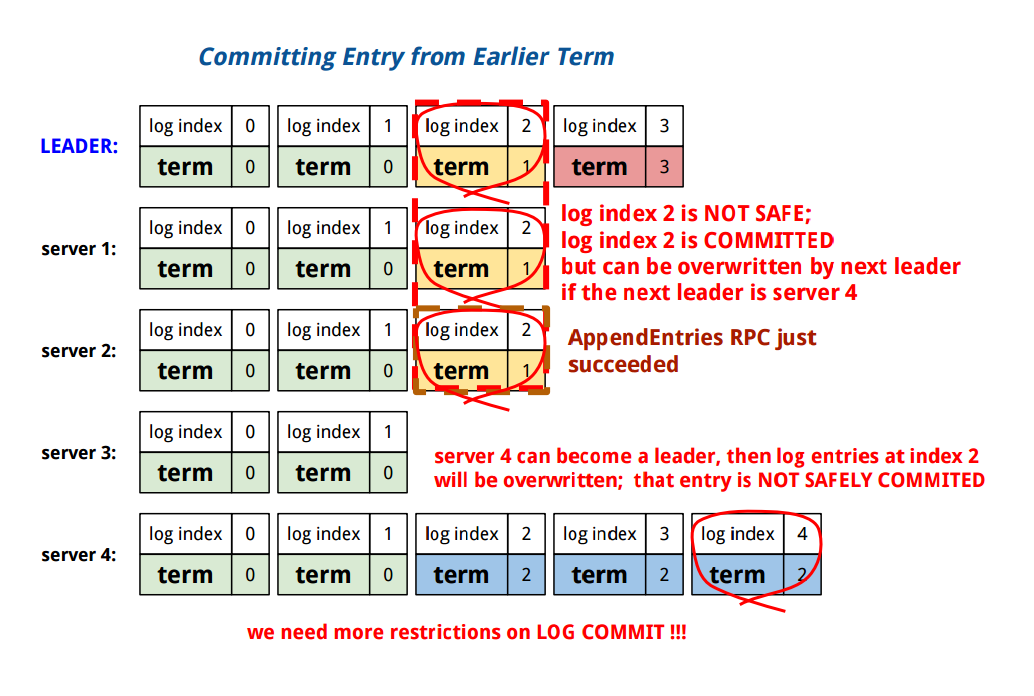 Committing Entry from Earlier Term
LEADER:
log index 0 log index 1 log index 2 log index 3
term 0 term 0 term 1 term 3
server 1:
log index 0 log index 1 log index 2
term 0 term 0 term 1
log index 2 is NOT SAFE;
log index 2 is COMMITTED
but can be overwritten by next leader
if the next leader is server 4
server 2:
log index 0 log index 1 log index 2
term 0 term 0 term 1
AppendEntries RPC just
succeeded
server 3:
log index 0 log index 1
term 0 term 0
server 4 can become a leader, then log entries at index 2
will be overwritten; that entry is NOT SAFELY COMMITED
server 4:
log index 0 log index 1 log index 2 log index 3 log index 4
term 0 term 0 term 2 term 2 term 2
we need more restrictions on LOG COMMIT !!!